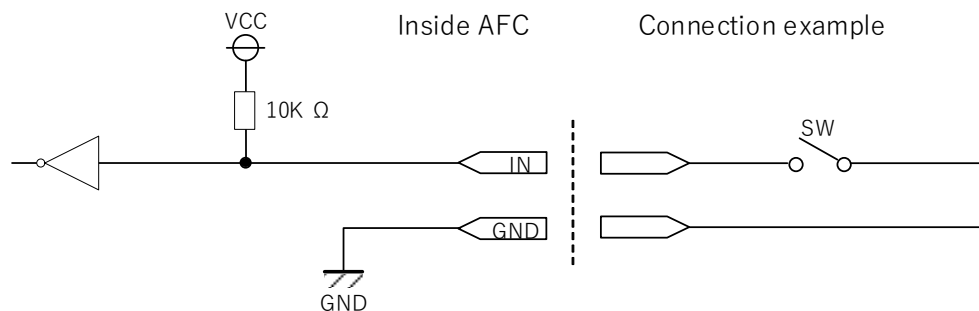 VCC
Inside AFC
Connection example
10K Ω
SW
IN
GND
GND